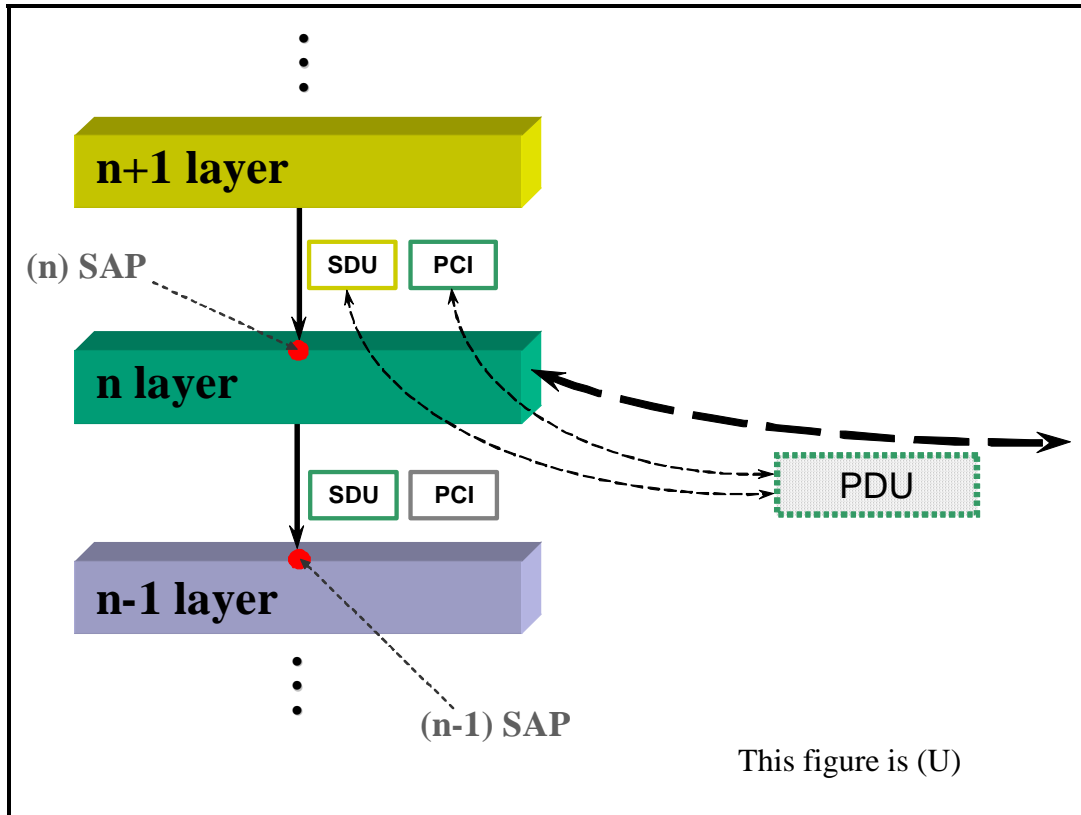 n+1 layer
(n) SAP
SDU
PCI
n layer
PDU
SDU
PCI
n-1 layer
(n-1) SAP
This figure is (U)